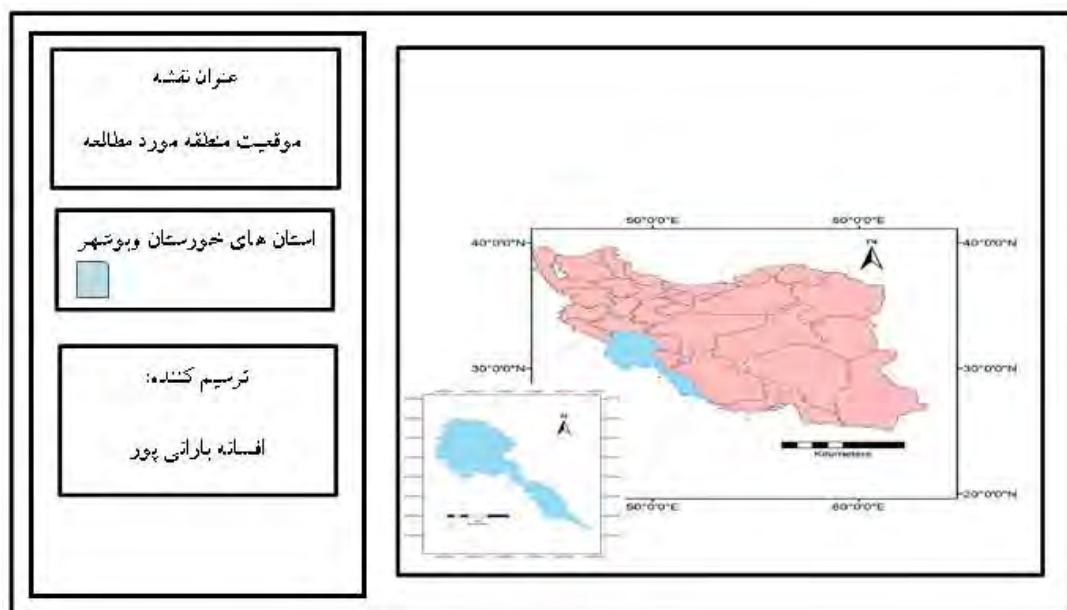 عنوان نقشه
موقعیت منطقه مورد مطالعه
استان های خوزستان وبوشهر
ترسیم کننده:
افسانه بارانی پور
50°0'0"E
60°0'0"E
40°0'0"N
40°0'0"N
N
30°0'0"N
30°0'0"N
N
Kilometers
20°0'0"N
50°0'0"E
60°0'0"E